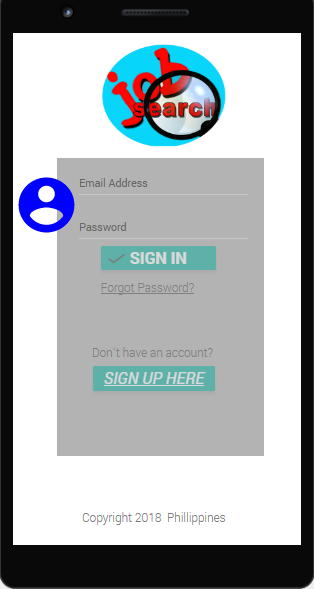 job
search
Email Address
Password
SIGN IN
Forgot Password?
Don't have an account?
SIGN UP HERE
Copyright 2018 Phillippines